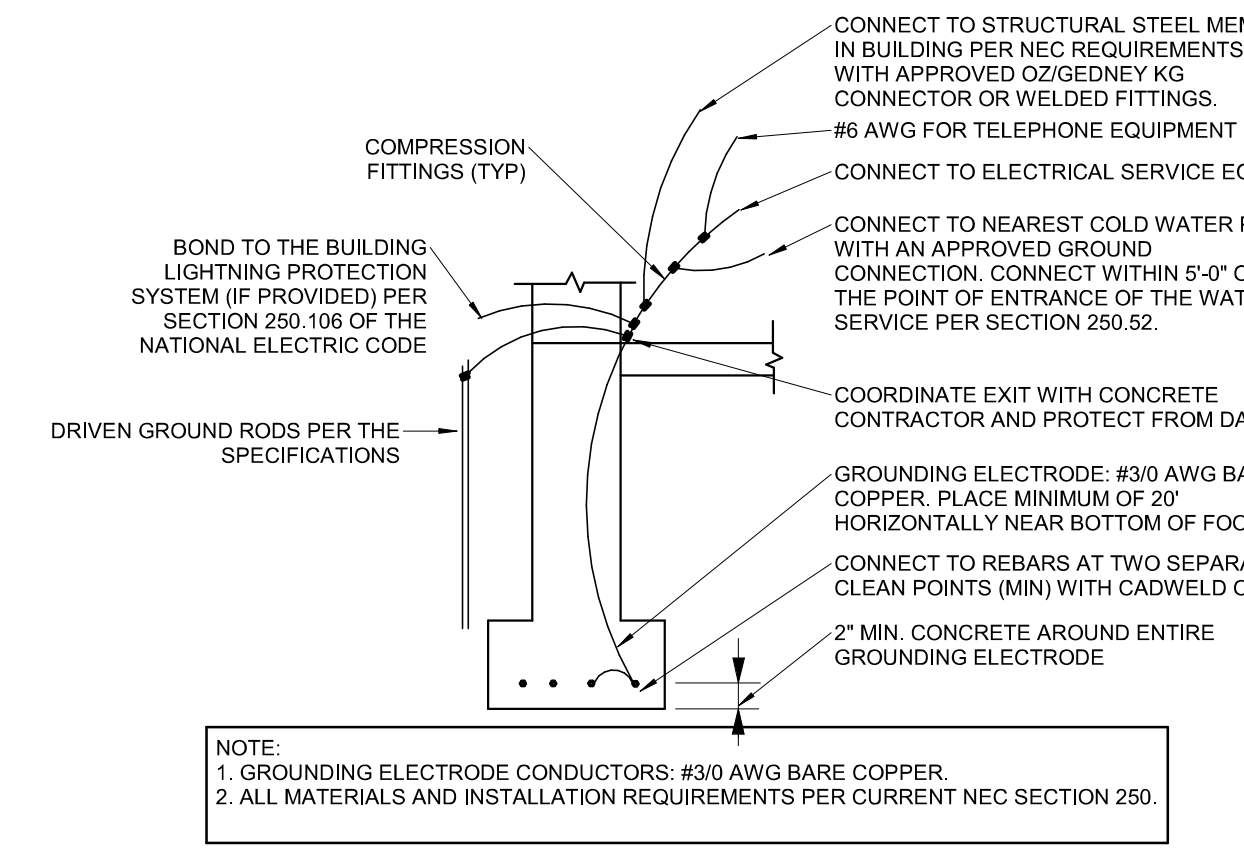 CONNECT TO STRUCTURAL STEEL
IN BUILDING PER NEC REQUIREMENTS
WITH APPROVED OZ/GEDNEY KG
CONNECTOR OR WELDED FITTINGS.
#6 AWG FOR TELEPHONE EQUIPMENT
COMPRESSION
FITTINGS (TYP)
CONNECT TO ELECTRICAL SERVICE
CONNECT TO NEAREST COLD WATER
WITH AN APPROVED GROUND
CONNECTION. CONNECT WITHIN 5'-0"
THE POINT OF ENTRANCE OF THE
SERVICE PER SECTION 250.52.
BOND TO THE BUILDING
LIGHTNING PROTECTION
SYSTEM (IF PROVIDED) PER
SECTION 250.106 OF THE
NATIONAL ELECTRIC CODE
COORDINATE EXIT WITH CONCRETE
CONTRACTOR AND PROTECT FROM
DRIVEN GROUND RODS PER THE
SPECIFICATIONS
GROUNDING ELECTRODE: #3/0 AWG
COPPER. PLACE MINIMUM OF 20'
HORIZONTALLY NEAR BOTTOM OF
CONNECT TO REBARS AT TWO
CLEAN POINTS (MIN) WITH CADWELD
2" MIN. CONCRETE AROUND ENTIRE
GROUNDING ELECTRODE
NOTE:
1. GROUNDING ELECTRODE CONDUCTORS: #3/0 AWG BARE COPPER.
2. ALL MATERIALS AND INSTALLATION REQUIREMENTS PER CURRENT NEC SECTION 250.